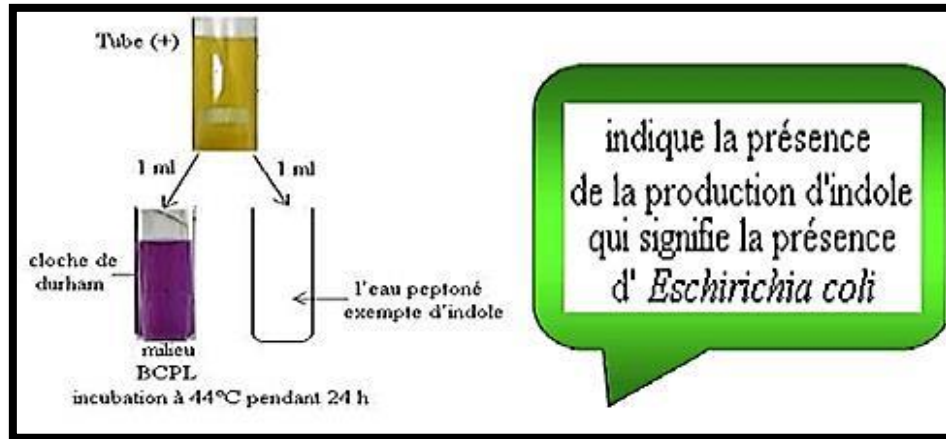 Tube (+)
1 ml
1 ml
cloche de
durham
l'eau peptoné
exempte d'indole
milieu
BCPL
incubation à 44°C pendant 24 h
indique la présence
de la production d'indole
qui signifie la présence
d' Eschirichia coli